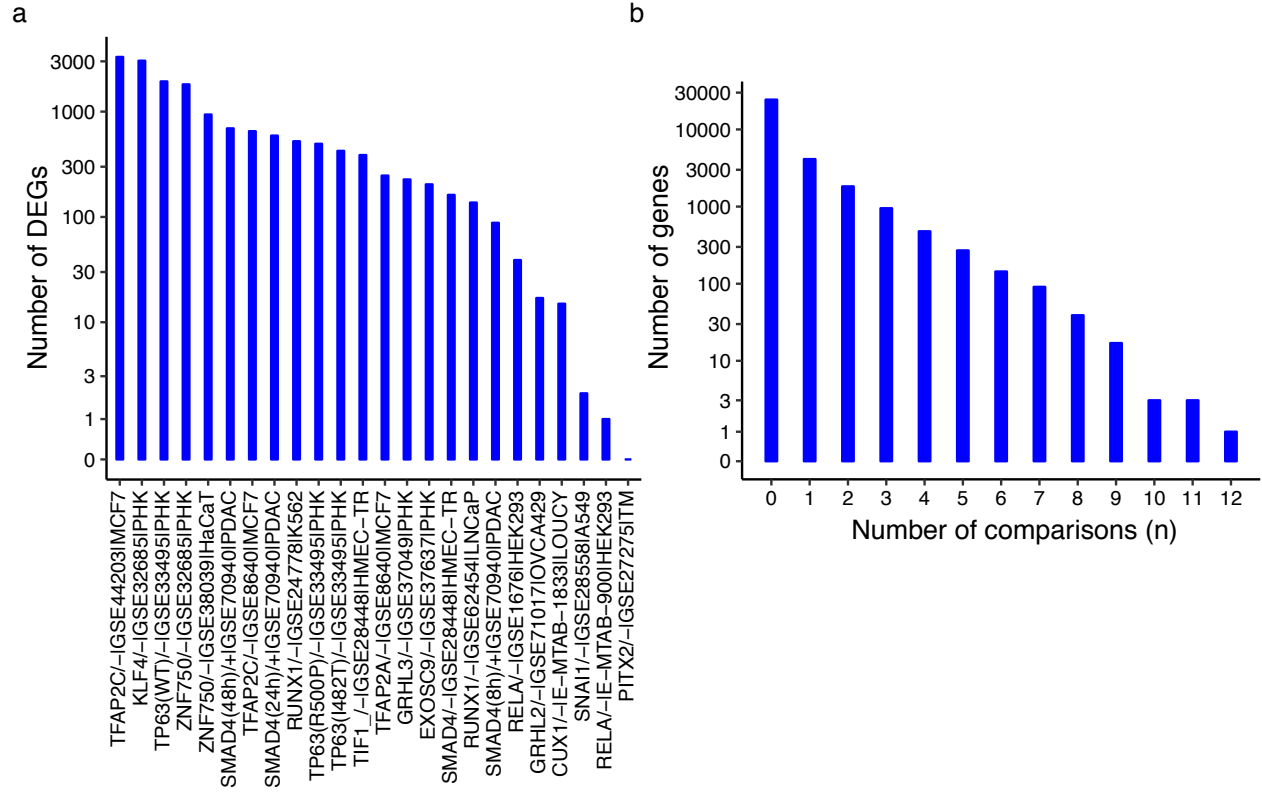 a
Number of DEGs
3000
1000
300
100
30
10
3
1
0
TFAP2C/−|GSE44203|MCF7
KLF4/−|GSE32685|PHK
TP63(WT)/−|GSE33495|PHK
ZNF750/−|GSE32685|PHK
ZNF750/−|GSE38039|HaCaT
SMAD4(48h)/+|GSE70940|PDAC
TFAP2C/−|GSE8640|MCF7
SMAD4(24h)/+|GSE70940|PDAC
RUNX1/−|GSE24778|K562
TP63(R500P)/−|GSE33495|PHK
TP63(I482T)/−|GSE33495|PHK
TIF1_/−|GSE28448|HMEC−TR
TFAP2A/−|GSE8640|MCF7
GRHL3/−|GSE37049|PHK
EXOSC9/−|GSE37637|PHK
SMAD4/−|GSE28448|HMEC−TR
RUNX1/−|GSE62454|LNCaP
SMAD4(8h)/+|GSE70940|PDAC
RELA/−|GSE1676|HEK293
GRHL2/−|GSE71017|OVCA429
CUX1/−|E−MTAB−1833|LOUCY
SNAI1/−|GSE28558|A549
RELA/−|E−MTAB−900|HEK293
PITX2/−|GSE27275|TM
b
Number of genes
30000
10000
3000
1000
300
100
30
10
3
1
0
0 1 2 3 4 5 6 7 8 9 10 11 12
Number of comparisons (n)